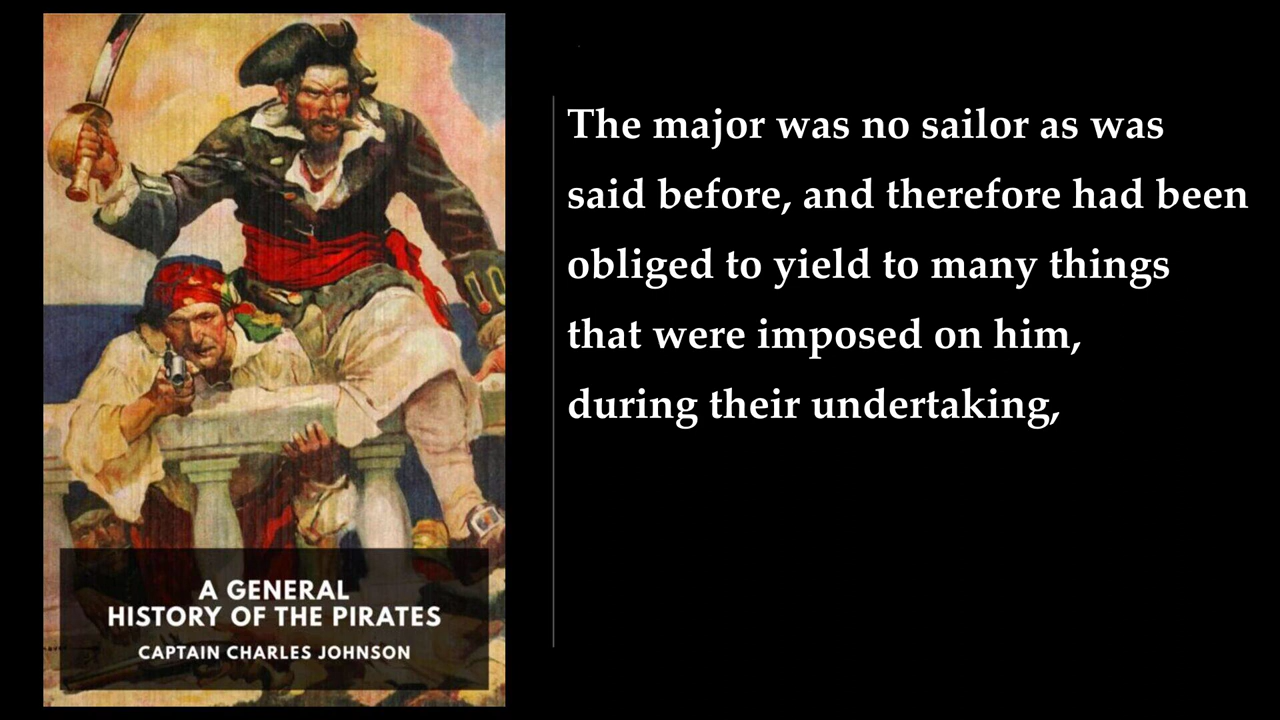 The major was no sailor as was
said before, and therefore had been
obliged to yield to many things
that were imposed on him,
during their undertaking,
A GENERAL
HISTORY OF THE PIRATES
CAPTAIN CHARLES JOHNSON